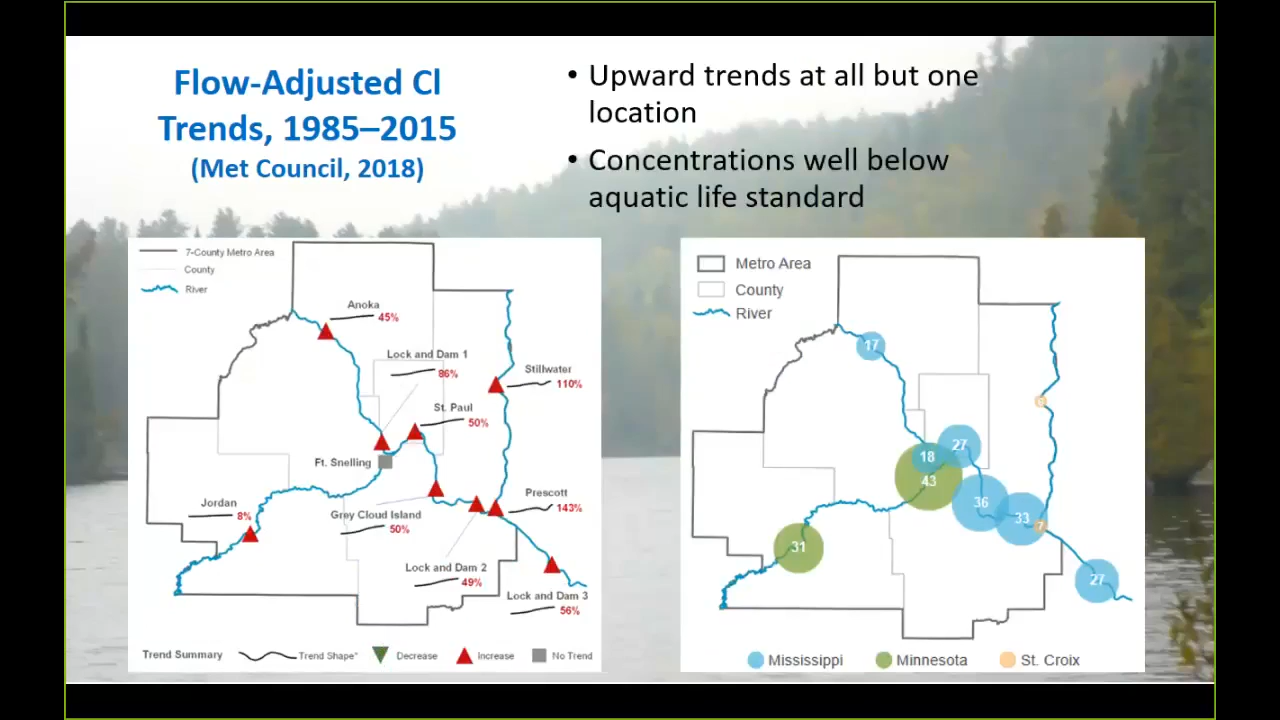 Flow-Adjusted Cl
Trends, 1985–2015
(Met Council, 2018)
• Upward trends at all but one
location
• Concentrations well below
aquatic life standard
7-County Metro Area
County
River
Anoka
45%
Lock and Dam 1
86%
Stillwater
110%
St. Paul
50%
Ft. Snelling
Jordan
8%
Grey Cloud Island
50%
Prescott
143%
Lock and Dam 2
49%
Lock and Dam 3
56%
Trend Summary
Trend Shape*
Decrease
Increase
No Trend
Metro Area
County
River
17
27
18
43
36
33
7
31
27
Mississippi
Minnesota
St. Croix